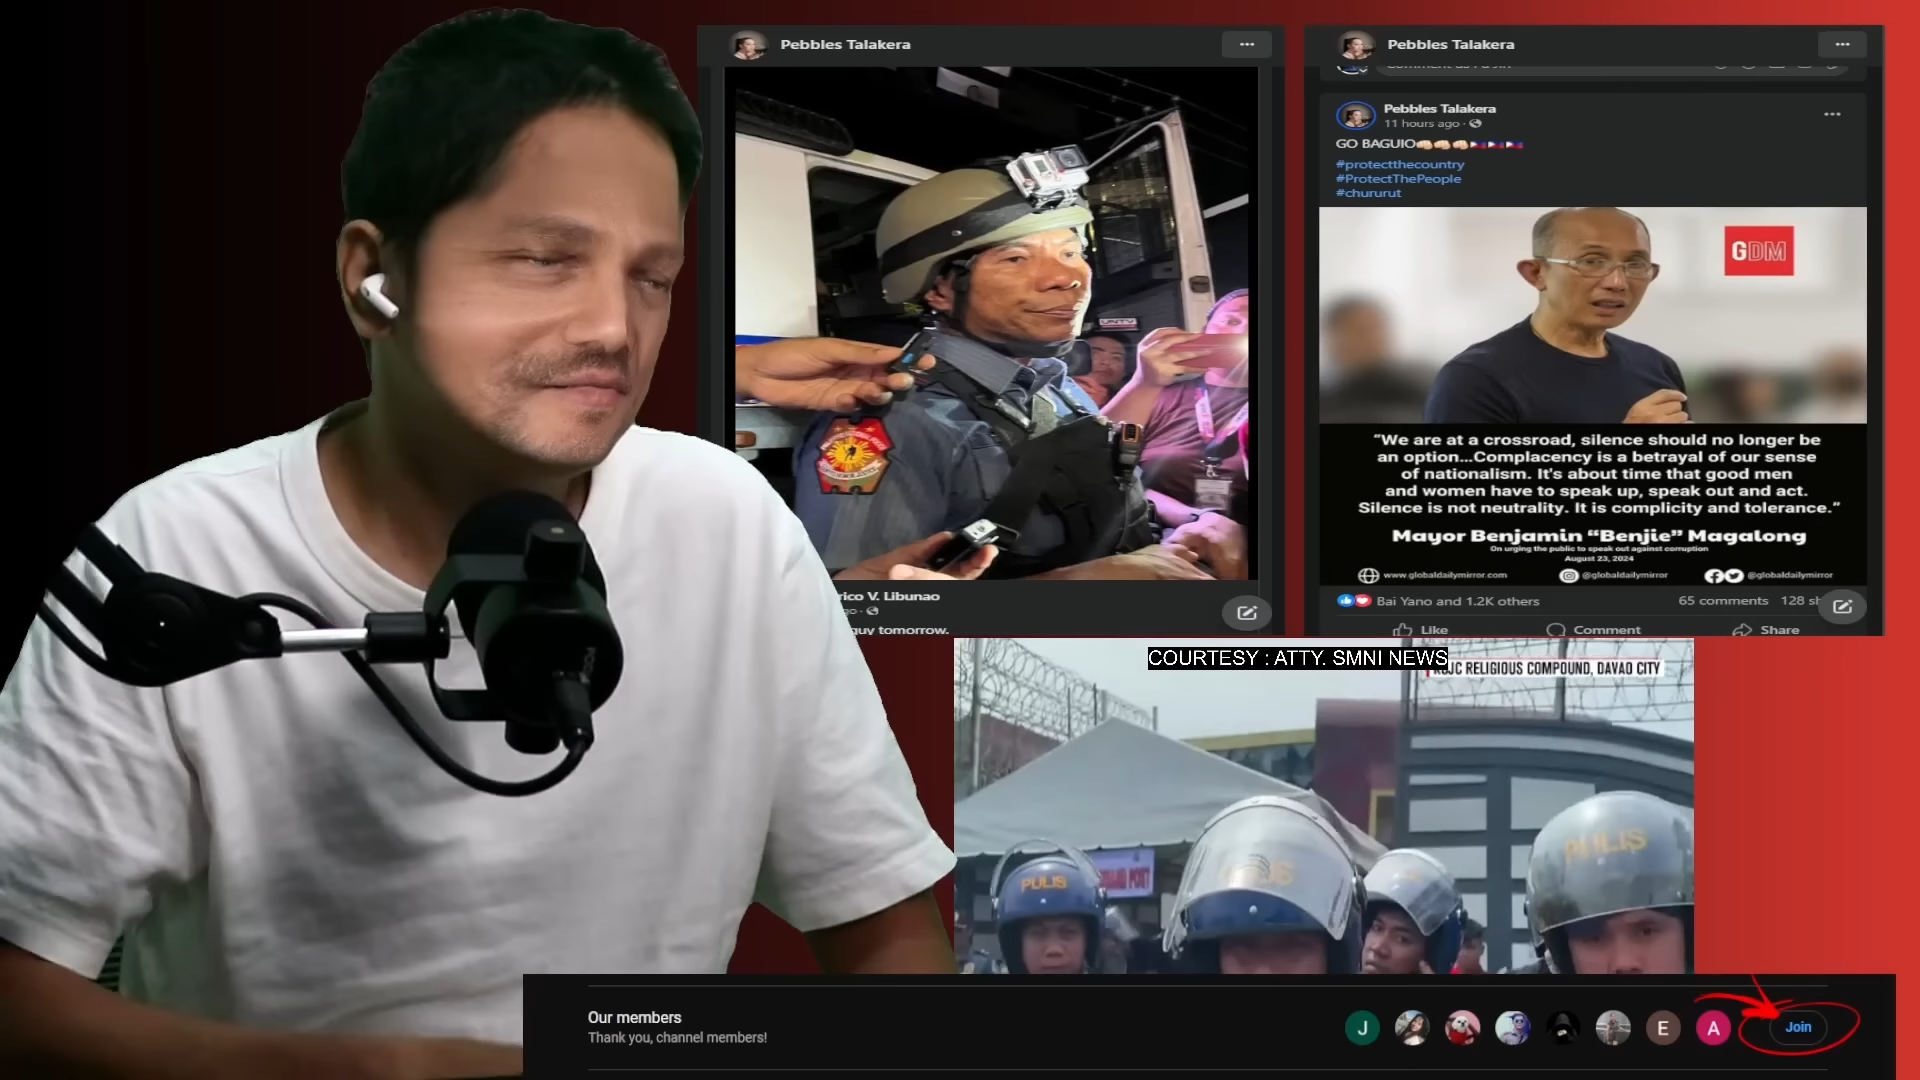 Pebbles Talakera
UNTV
rico V. Libunao
guy tomorrow.
Pebbles Talakera
Pebbles Talakera
11 hours ago
GO BAGUIO👊🏻👊🏻👊🏻🇵🇭🇵🇭🇵🇭
#protectthecountry
#ProtectThePeople
#chururut
GDM
“We are at a crossroad, silence should no longer be
an option...Complacency is a betrayal of our sense
of nationalism. It's about time that good men
and women have to speak up, speak out and act.
Silence is not neutrality. It is complicity and tolerance.”
Mayor Benjamin “Benjie” Magalong
On urging the public to speak out against corruption
August 23, 2024
www.globaldailymirror.com
@globaldailymirror
@globaldailymirror
Bai Yano and 1.2K others
65 comments
128 sh
Like
Comment
Share
COURTESY : ATTY. SMNI NEWS
KOJC RELIGIOUS COMPOUND, DAVAO CITY
POST
PULIS
PULIS
Our members
Thank you, channel members!
J
E
A
Join